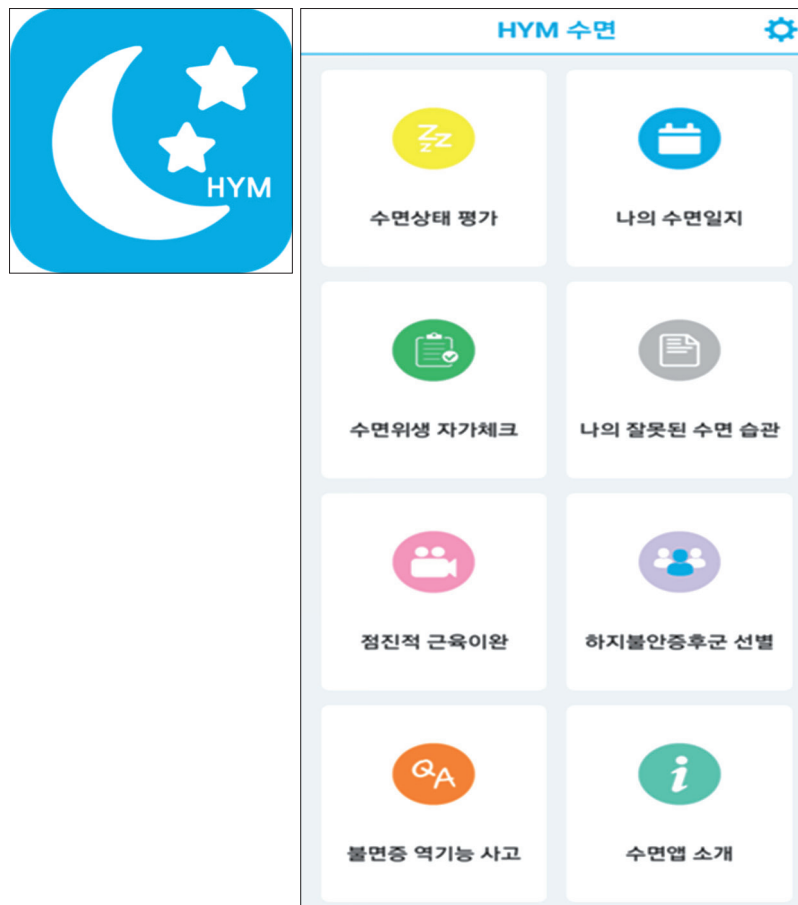 HYM
HYM 수면
zzz
수면상태 평가
나의 수면일지
수면위생 자가체크
나의 잘못된 수면 습관
점진적 근육이완
하지불안증후군 선별
QA
불면증 역기능 사고
i
수면앱 소개